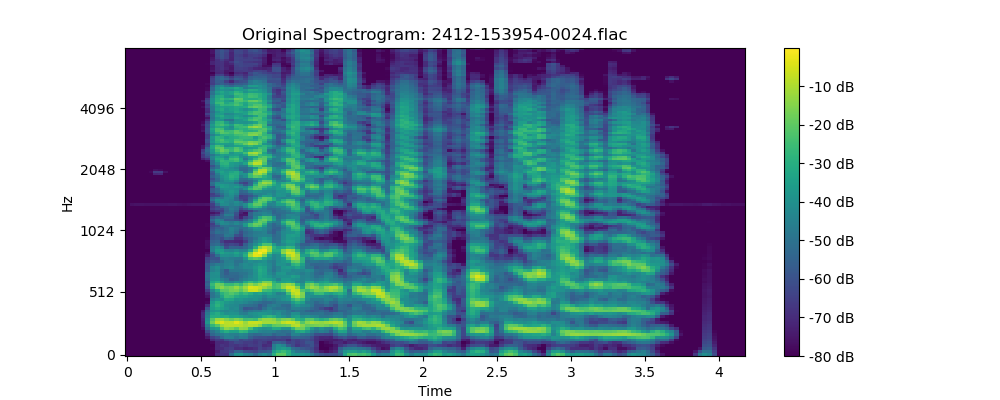 Original Spectrogram: 2412-153954-0024.flac
Hz
4096
2048
1024
512
0
0 0.5 1 1.5 2 2.5 3 3.5 4
Time
-10 dB
-20 dB
-30 dB
-40 dB
-50 dB
-60 dB
-70 dB
-80 dB